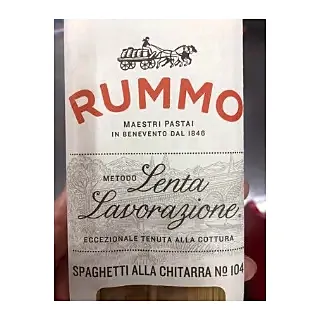 RUMMO
MAESTRI PASTAI
IN BENEVENTO DAL 1846
METODO Lenta
Lavorazione®
ECCEZIONALE TENUTA ALLA COTTURA
SPAGHETTI ALLA CHITARRA No 104